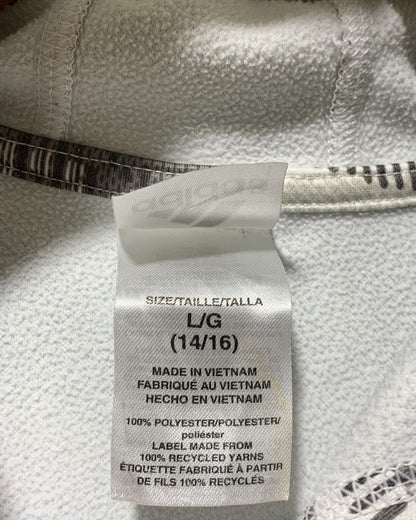 SIZE/TAILLE/TALLA
L/G
(14/16)
MADE IN VIETNAM
FABRIQUÉ AU VIETNAM
HECHO EN VIETNAM
100% POLYESTER/POLYESTER/
poliéster
LABEL MADE FROM
100% RECYCLED YARNS
ÉTIQUETTE FABRIQUÉ À PARTIR
DE FILS 100% RECYCLÉS